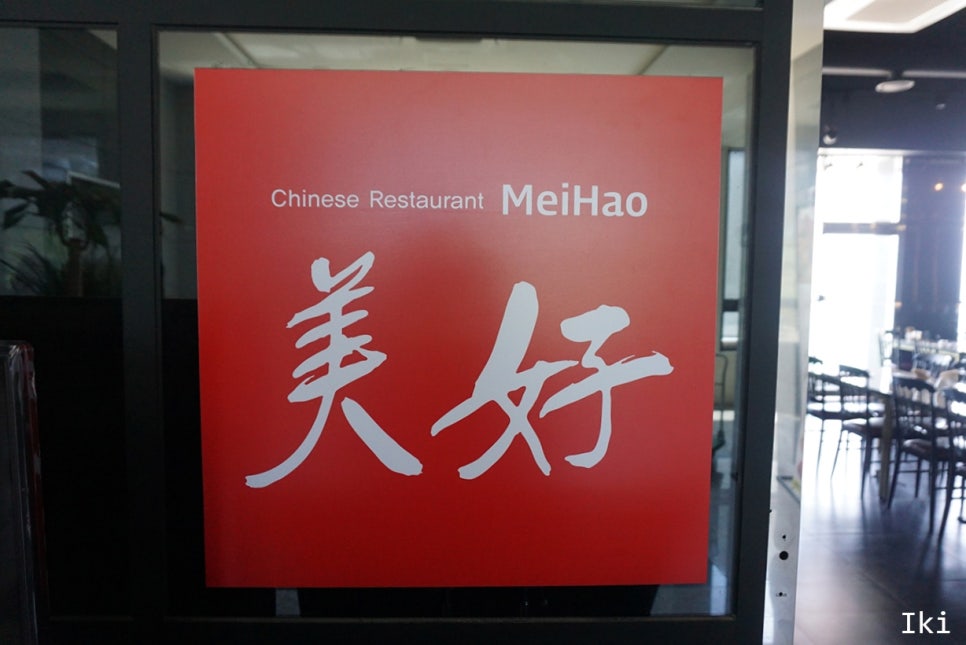 Chinese Restaurant MeiHao
美好
Iki